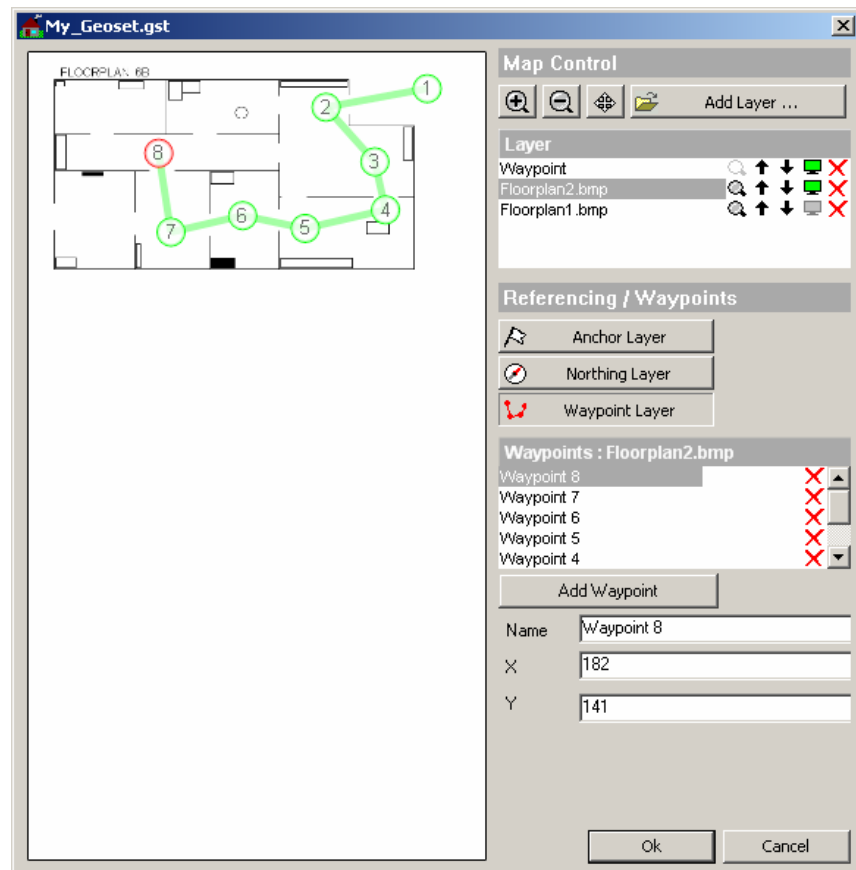 My_Geoset.gst
FLOORPLAN 6B
1
2
3
4
5
6
7
8
Map Control
Add Layer ...
Layer
Waypoint
Floorplan2.bmp
Floorplan1.bmp
Referencing / Waypoints
Anchor Layer
Northing Layer
Waypoint Layer
Waypoints : Floorplan2.bmp
Waypoint 8
Waypoint 7
Waypoint 6
Waypoint 5
Waypoint 4
Add Waypoint
Name Waypoint 8
X 182
Y 141
Ok Cancel